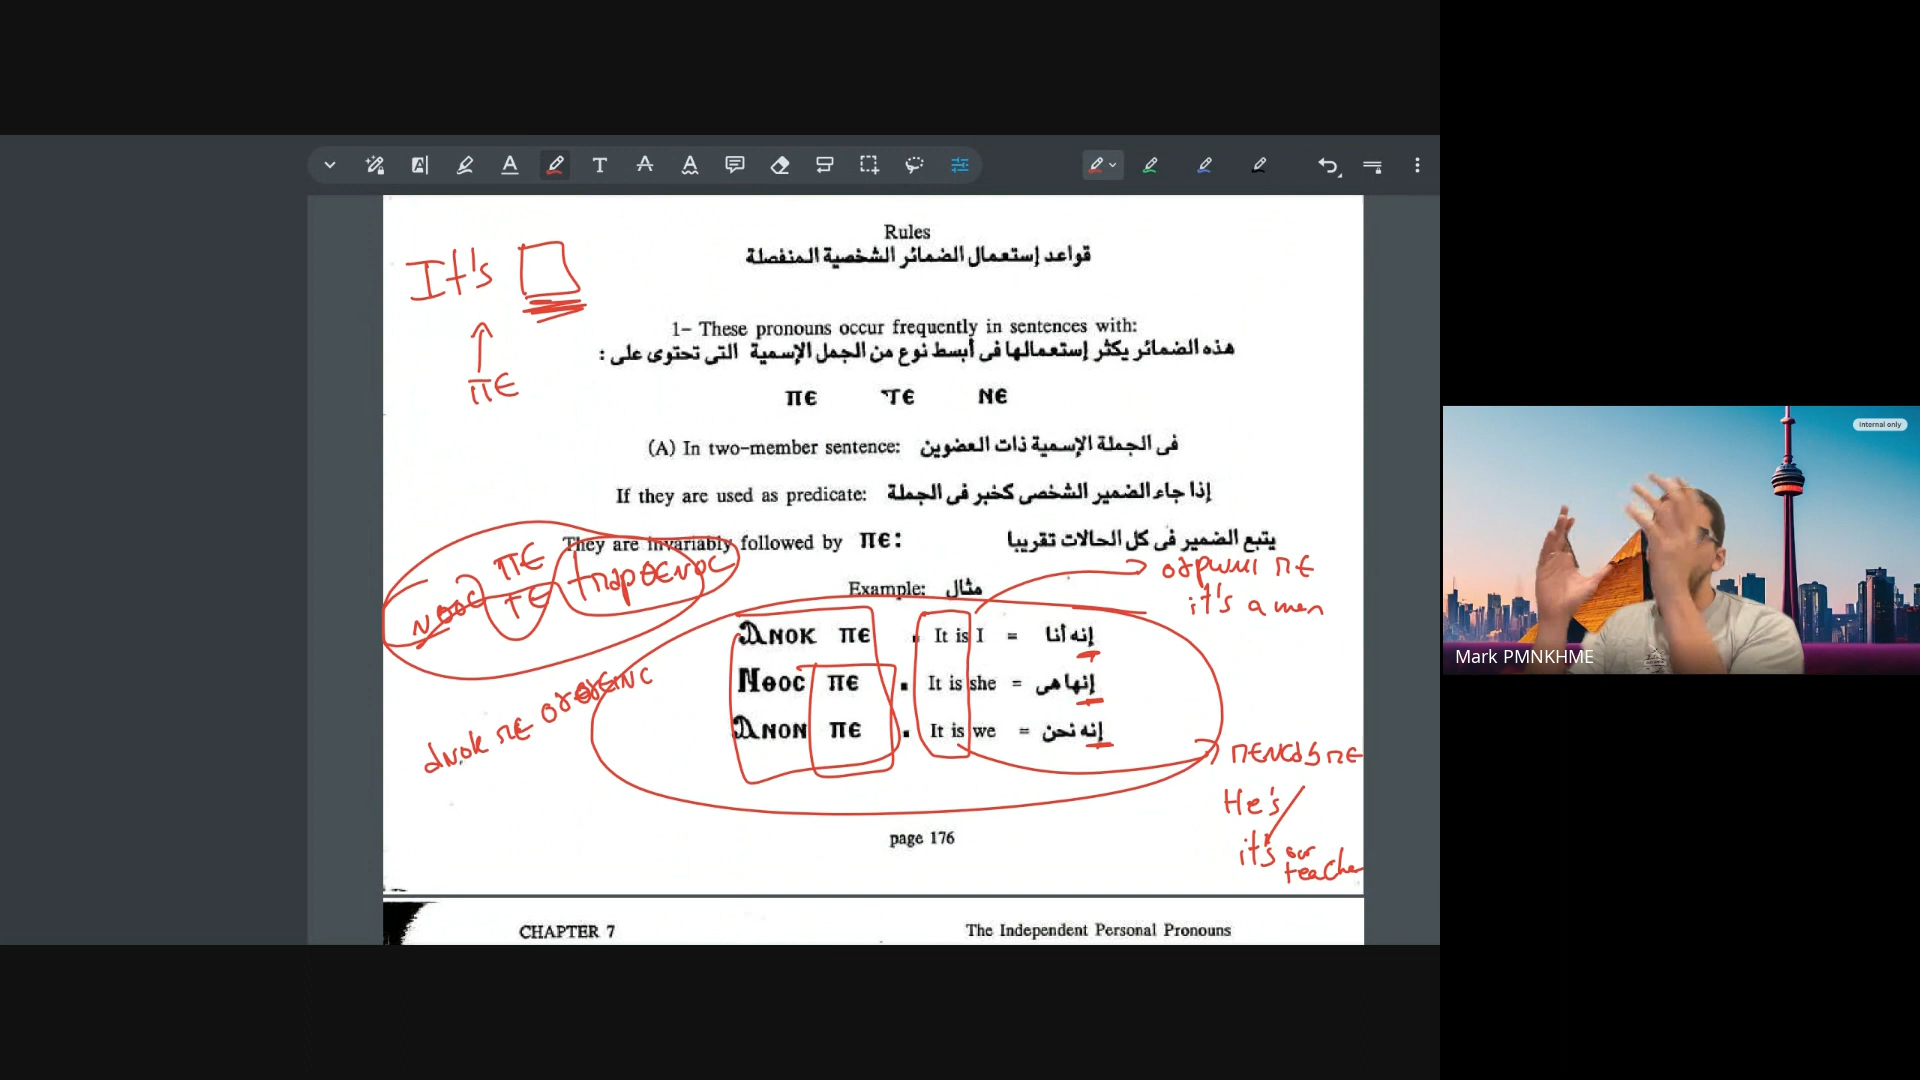 Rules
قواعد إستعمال الضمائر الشخصية المنفصلة
It's
ⲡⲉ
1- These pronouns occur frequently in sentences with:
هذه الضمائر يكثر إستعمالها فى أبسط نوع من الجمل الإسمية التى تحتوى على :
ⲡⲉ ⲧⲉ ⲛⲉ
(A) In two-member sentence: فى الجملة الإسمية ذات العضوين
If they are used as predicate: إذا جاء الضمير الشخصى كخبر فى الجملة
They are invariably followed by ⲡⲉ: يتبع الضمير فى كل الحالات تقريبا
ⲡⲉ
ⲛⲑⲟⲥ ⲧⲉ ϯⲡⲁⲣⲑⲉⲛⲟⲥ
Example: مثال
ⲟⲩⲣⲱⲙⲓ ⲡⲉ
it's a man
Ⲁⲛⲟⲕ ⲡⲉ . It is I = إنه أنا
Ⲛⲑⲟⲥ ⲡⲉ . It is she = إنها هى
Ⲁⲛⲟⲛ ⲡⲉ . It is we = إنه نحن
ⲁⲛⲟⲕ ⲡⲉ
ⲡⲉⲛⲥⲁϧ ⲡⲉ
He's/
it's our
teacher
page 176
CHAPTER 7 The Independent Personal Pronouns
Internal only
Mark PMNKHME